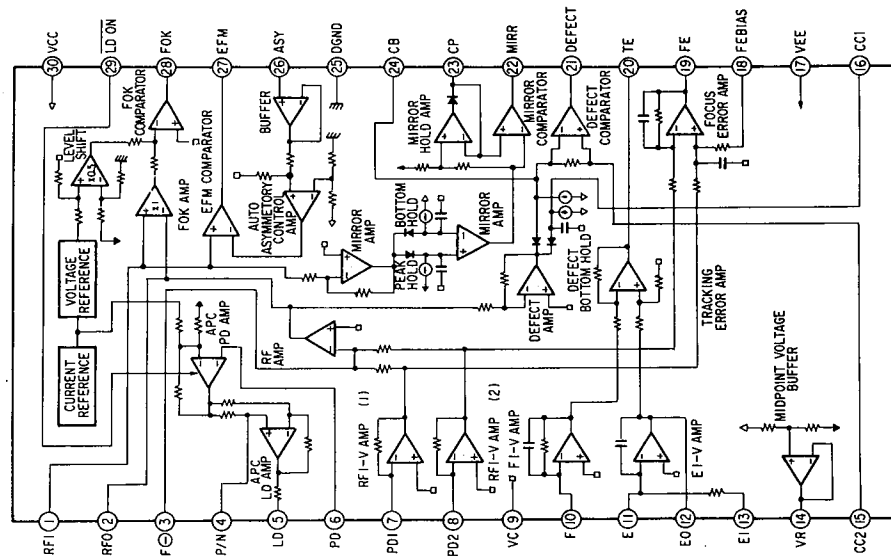 30 VCC
29 LD ON
28 FOK
27 EFM
26 ASY
25 DGND
24 CB
23 CP
22 MIRR
21 DEFECT
20 TE
19 FE
18 FEBIAS
17 VEE
16 CC1
LEVEL
SHIFT
x0.5
FOK
COMPARATOR
x1
FOK AMP
EFM COMPARATOR
BUFFER
AUTO
ASYMMETORY
CONTROL
AMP
MIRROR
HOLD AMP
MIRROR
COMPARATOR
DEFECT
COMPARATOR
FOCUS
ERROR AMP
VOLTAGE
REFERENCE
CURRENT
REFERENCE
MIRROR
AMP
PEAK
HOLD
BOTTOM
HOLD
MIRROR AMP
DEFECT
AMP
DEFECT
BOTTOM HOLD
TRACKING
ERROR AMP
APC
PD AMP
RF
AMP
APC
LD AMP
RF I-V AMP (1)
RF I-V AMP (2)
F I-V AMP
E I-V AMP
MIDPOINT VOLTAGE
BUFFER
RFI 1
RFO 2
F(-) 3
P/N 4
LD 5
PD 6
PD1 7
PD2 8
VC 9
F 10
E 11
EO 12
EI 13
VR 14
CC2 15